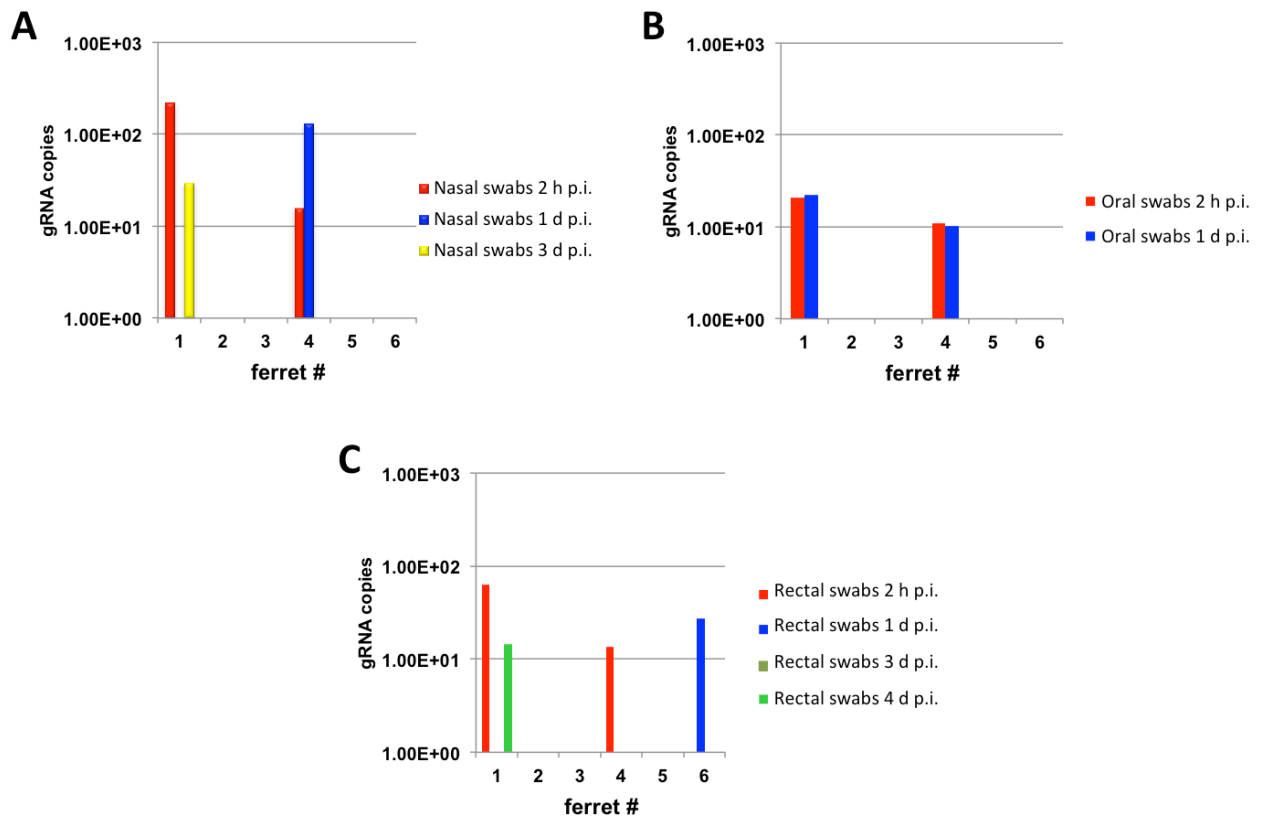 A
1.00E+03
1.00E+02
1.00E+01
1.00E+00
gRNA copies
1 2 3 4 5 6
ferret #
Nasal swabs 2 h p.i.
Nasal swabs 1 d p.i.
Nasal swabs 3 d p.i.
B
1.00E+03
1.00E+02
1.00E+01
1.00E+00
gRNA copies
1 2 3 4 5 6
ferret #
Oral swabs 2 h p.i.
Oral swabs 1 d p.i.
C
1.00E+03
1.00E+02
1.00E+01
1.00E+00
gRNA copies
1 2 3 4 5 6
ferret #
Rectal swabs 2 h p.i.
Rectal swabs 1 d p.i.
Rectal swabs 3 d p.i.
Rectal swabs 4 d p.i.